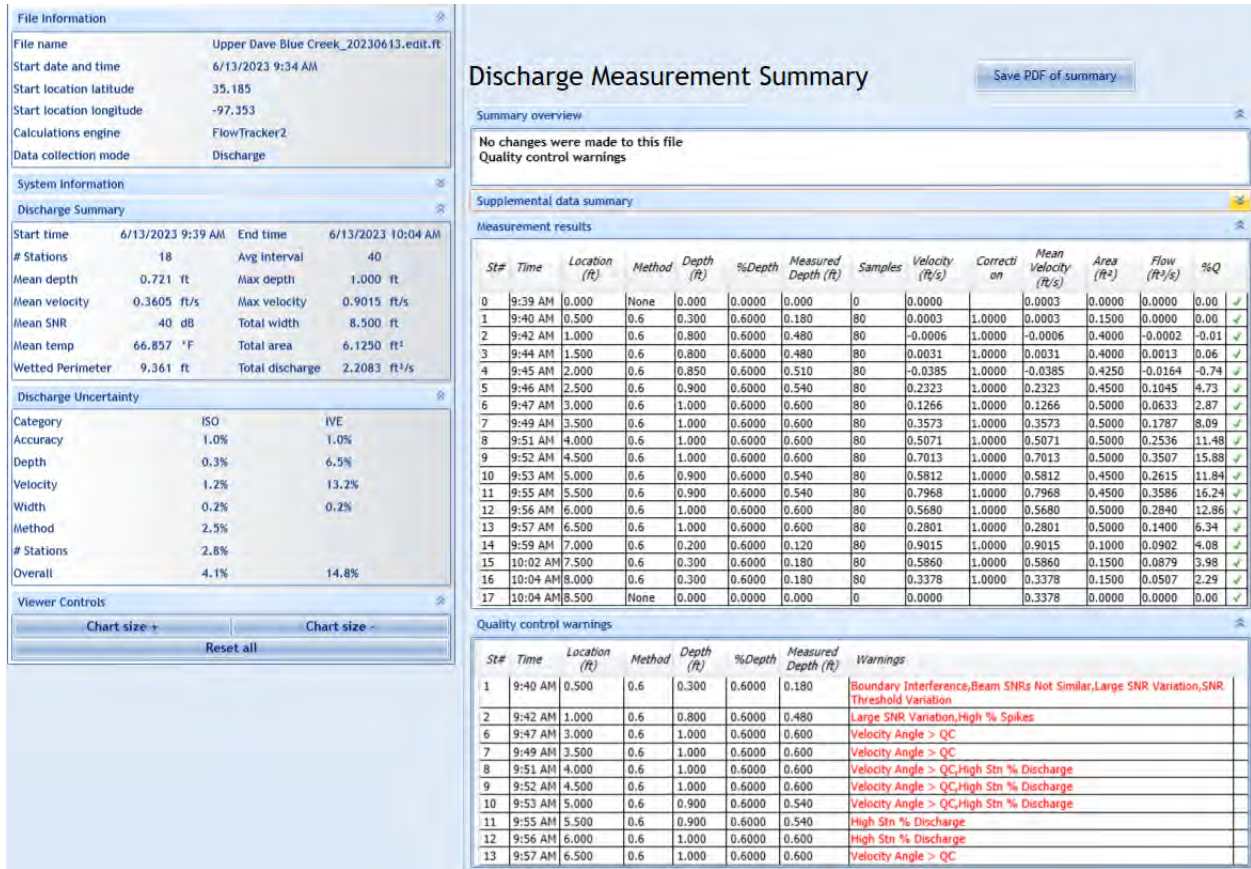 File Information
File name Upper Dave Blue Creek_20230613.edit.ft
Start date and time 6/13/2023 9:34 AM
Start location latitude 35.185
Start location longitude -97.353
Calculations engine FlowTracker2
Data collection mode Discharge
System Information
Discharge Summary
Start time 6/13/2023 9:39 AM End time 6/13/2023 10:04 AM
# Stations 18 Avg interval 40
Mean depth 0.721 ft Max depth 1.000 ft
Mean velocity 0.3605 ft/s Max velocity 0.9015 ft/s
Mean SNR 40 dB Total width 8.500 ft
Mean temp 66.857 °F Total area 6.1250 ft²
Wetted Perimeter 9.361 ft Total discharge 2.2083 ft³/s
Discharge Uncertainty
Category ISO IVE
Accuracy 1.0% 1.0%
Depth 0.3% 6.5%
Velocity 1.2% 13.2%
Width 0.2% 0.2%
Method 2.5%
# Stations 2.8%
Overall 4.1% 14.8%
Viewer Controls
Chart size + Chart size -
Reset all
Discharge Measurement Summary
Save PDF of summary
Summary overview
No changes were made to this file
Quality control warnings
Supplemental data summary
Measurement results
St# Time Location (ft) Method Depth (ft) %Depth Measured Depth (ft) Samples Velocity (ft/s) Correcti on Mean Velocity (ft/s) Area (ft²) Flow (ft³/s) %Q
0 9:39 AM 0.000 None 0.000 0.0000 0.000 0 0.0000 0.0003 0.0000 0.0000 0.00 ✓
1 9:40 AM 0.500 0.6 0.300 0.6000 0.180 80 0.0003 1.0000 0.0003 0.1500 0.0000 0.00 ✓
2 9:42 AM 1.000 0.6 0.800 0.6000 0.480 80 -0.0006 1.0000 -0.0006 0.4000 -0.0002 -0.01 ✓
3 9:44 AM 1.500 0.6 0.800 0.6000 0.480 80 0.0031 1.0000 0.0031 0.4000 0.0013 0.06 ✓
4 9:45 AM 2.000 0.6 0.850 0.6000 0.510 80 -0.0385 1.0000 -0.0385 0.4250 -0.0164 -0.74 ✓
5 9:46 AM 2.500 0.6 0.900 0.6000 0.540 80 0.2323 1.0000 0.2323 0.4500 0.1045 4.73 ✓
6 9:47 AM 3.000 0.6 1.000 0.6000 0.600 80 0.1266 1.0000 0.1266 0.5000 0.0633 2.87 ✓
7 9:49 AM 3.500 0.6 1.000 0.6000 0.600 80 0.3573 1.0000 0.3573 0.5000 0.1787 8.09 ✓
8 9:51 AM 4.000 0.6 1.000 0.6000 0.600 80 0.5071 1.0000 0.5071 0.5000 0.2536 11.48 ✓
9 9:52 AM 4.500 0.6 1.000 0.6000 0.600 80 0.7013 1.0000 0.7013 0.5000 0.3507 15.88 ✓
10 9:53 AM 5.000 0.6 0.900 0.6000 0.540 80 0.5812 1.0000 0.5812 0.4500 0.2615 11.84 ✓
11 9:55 AM 5.500 0.6 0.900 0.6000 0.540 80 0.7968 1.0000 0.7968 0.4500 0.3586 16.24 ✓
12 9:56 AM 6.000 0.6 1.000 0.6000 0.600 80 0.5680 1.0000 0.5680 0.5000 0.2840 12.86 ✓
13 9:57 AM 6.500 0.6 1.000 0.6000 0.600 80 0.2801 1.0000 0.2801 0.5000 0.1400 6.34 ✓
14 9:59 AM 7.000 0.6 0.200 0.6000 0.120 80 0.9015 1.0000 0.9015 0.1000 0.0902 4.08 ✓
15 10:02 AM 7.500 0.6 0.300 0.6000 0.180 80 0.5860 1.0000 0.5860 0.1500 0.0879 3.98 ✓
16 10:04 AM 8.000 0.6 0.300 0.6000 0.180 80 0.3378 1.0000 0.3378 0.1500 0.0507 2.29 ✓
17 10:04 AM 8.500 None 0.000 0.0000 0.000 0 0.0000 0.3378 0.0000 0.0000 0.00 ✓
Quality control warnings
St# Time Location (ft) Method Depth (ft) %Depth Measured Depth (ft) Warnings
1 9:40 AM 0.500 0.6 0.300 0.6000 0.180 Boundary Interference,Beam SNRs Not Similar,Large SNR Variation,SNR
Threshold Variation
2 9:42 AM 1.000 0.6 0.800 0.6000 0.480 Large SNR Variation,High % Spikes
6 9:47 AM 3.000 0.6 1.000 0.6000 0.600 Velocity Angle > QC
7 9:49 AM 3.500 0.6 1.000 0.6000 0.600 Velocity Angle > QC
8 9:51 AM 4.000 0.6 1.000 0.6000 0.600 Velocity Angle > QC,High Stn % Discharge
9 9:52 AM 4.500 0.6 1.000 0.6000 0.600 Velocity Angle > QC,High Stn % Discharge
10 9:53 AM 5.000 0.6 0.900 0.6000 0.540 Velocity Angle > QC,High Stn % Discharge
11 9:55 AM 5.500 0.6 0.900 0.6000 0.540 High Stn % Discharge
12 9:56 AM 6.000 0.6 1.000 0.6000 0.600 High Stn % Discharge
13 9:57 AM 6.500 0.6 1.000 0.6000 0.600 Velocity Angle > QC